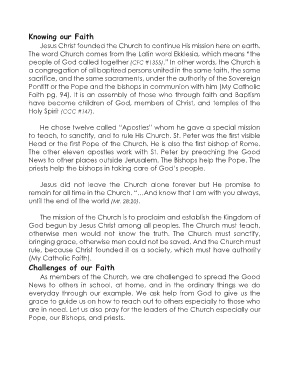 Knowing our Faith
Jesus Christ founded the Church to continue His mission here on earth.
The word Church comes from the Latin word Ekklesia, which means "the
people of God called together (CFC #1355)." In other words, the Church is
a congregation of all baptized persons united in the same faith, the same
sacrifice, and the same sacraments, under the authority of the Sovereign
Pontiff or the Pope and the bishops in communion with him (My Catholic
Faith pg. 94). It is an assembly of those who through faith and Baptism
have become children of God, members of Christ, and temples of the
Holy Spirit (CCC #147).
He chose twelve called "Apostles" whom he gave a special mission
to teach, to sanctify, and to rule His Church. St. Peter was the first visible
Head or the first Pope of the Church. He is also the first bishop of Rome.
The other eleven apostles work with St. Peter by preaching the Good
News to other places outside Jerusalem. The Bishops help the Pope. The
priests help the bishops in taking care of God's people.
Jesus did not leave the Church alone forever but He promise to
remain for all time in the Church. "...And know that I am with you always,
until the end of the world (Mt. 28:20).
The mission of the Church is to proclaim and establish the Kingdom of
God begun by Jesus Christ among all peoples. The Church must teach,
otherwise men would not know the truth. The Church must sanctify,
bringing grace, otherwise men could not be saved. And the Church must
rule, because Christ founded it as a society, which must have authority
(My Catholic Faith).
Challenges of our Faith
As members of the Church, we are challenged to spread the Good
News to others in school, at home, and in the ordinary things we do
everyday through our example. We ask help from God to give us the
grace to guide us on how to reach out to others especially to those who
are in need. Let us also pray for the leaders of the Church especially our
Pope, our Bishops, and priests.